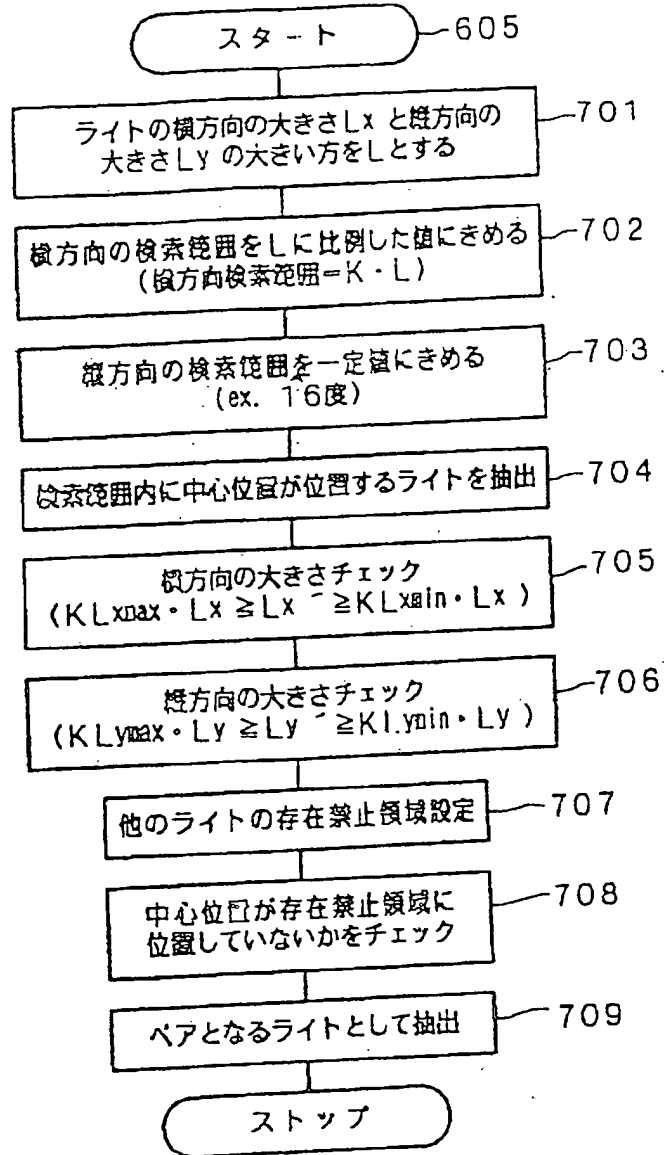 スタート
605
ライトの横方向の大きさLxと縦方向の
大きさLyの大きい方をLとする
701
横方向の検索範囲をLに比例した値にきめる
(横方向検索範囲=K・L)
702
縦方向の検索範囲を一定値にきめる
(ex. 16度)
703
検索範囲内に中心位置が位置するライトを抽出
704
横方向の大きさチェック
(KLxmax・Lx≧Lx´≧KLxmin・Lx)
705
縦方向の大きさチェック
(KLymax・Ly≧Ly´≧KLymin・Ly)
706
他のライトの存在禁止領域設定
707
中心位置が存在禁止領域に
位置していないかをチェック
708
ペアとなるライトとして抽出
709
ストップ